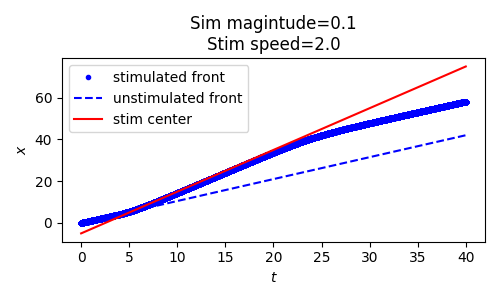 Sim magintude=0.1
Stim speed=2.0
stimulated front
unstimulated front
stim center
x
60
40
20
0
0 5 10 15 20 25 30 35 40
t